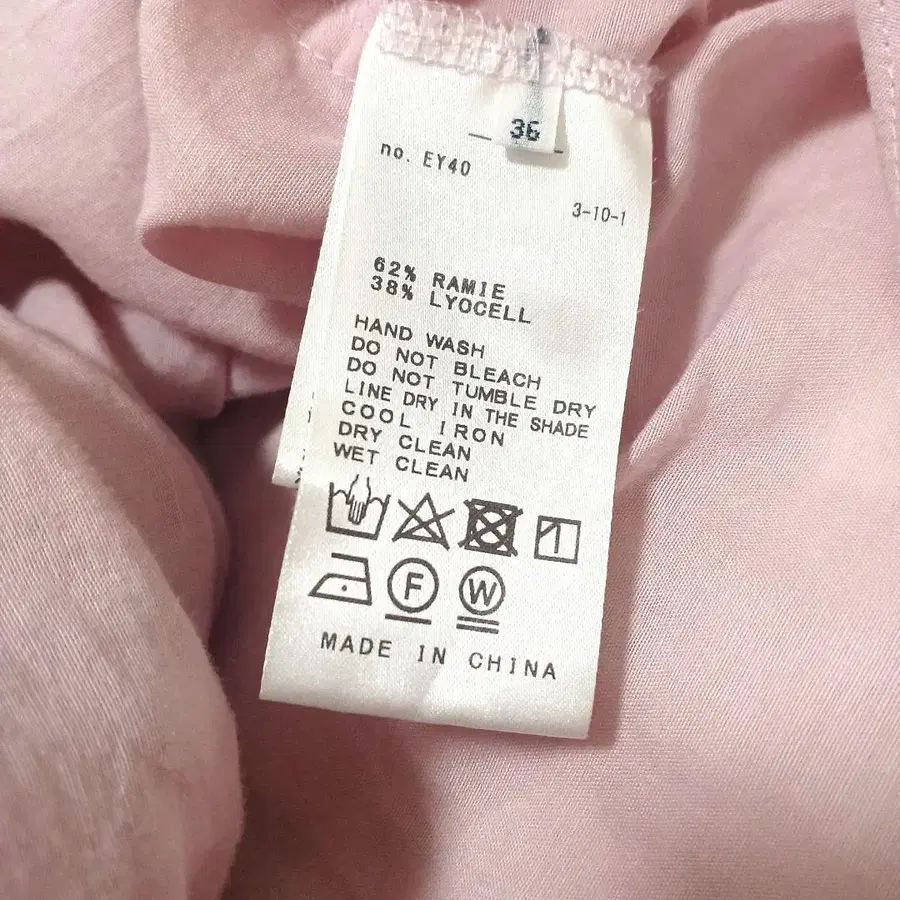 36
no. EY40
3-10-1
62% RAMIE
38% LYOCELL
HAND WASH
DO NOT BLEACH
DO NOT TUMBLE DRY
LINE DRY IN THE SHADE
COOL IRON
DRY CLEAN
WET CLEAN
F
W
MADE IN CHINA